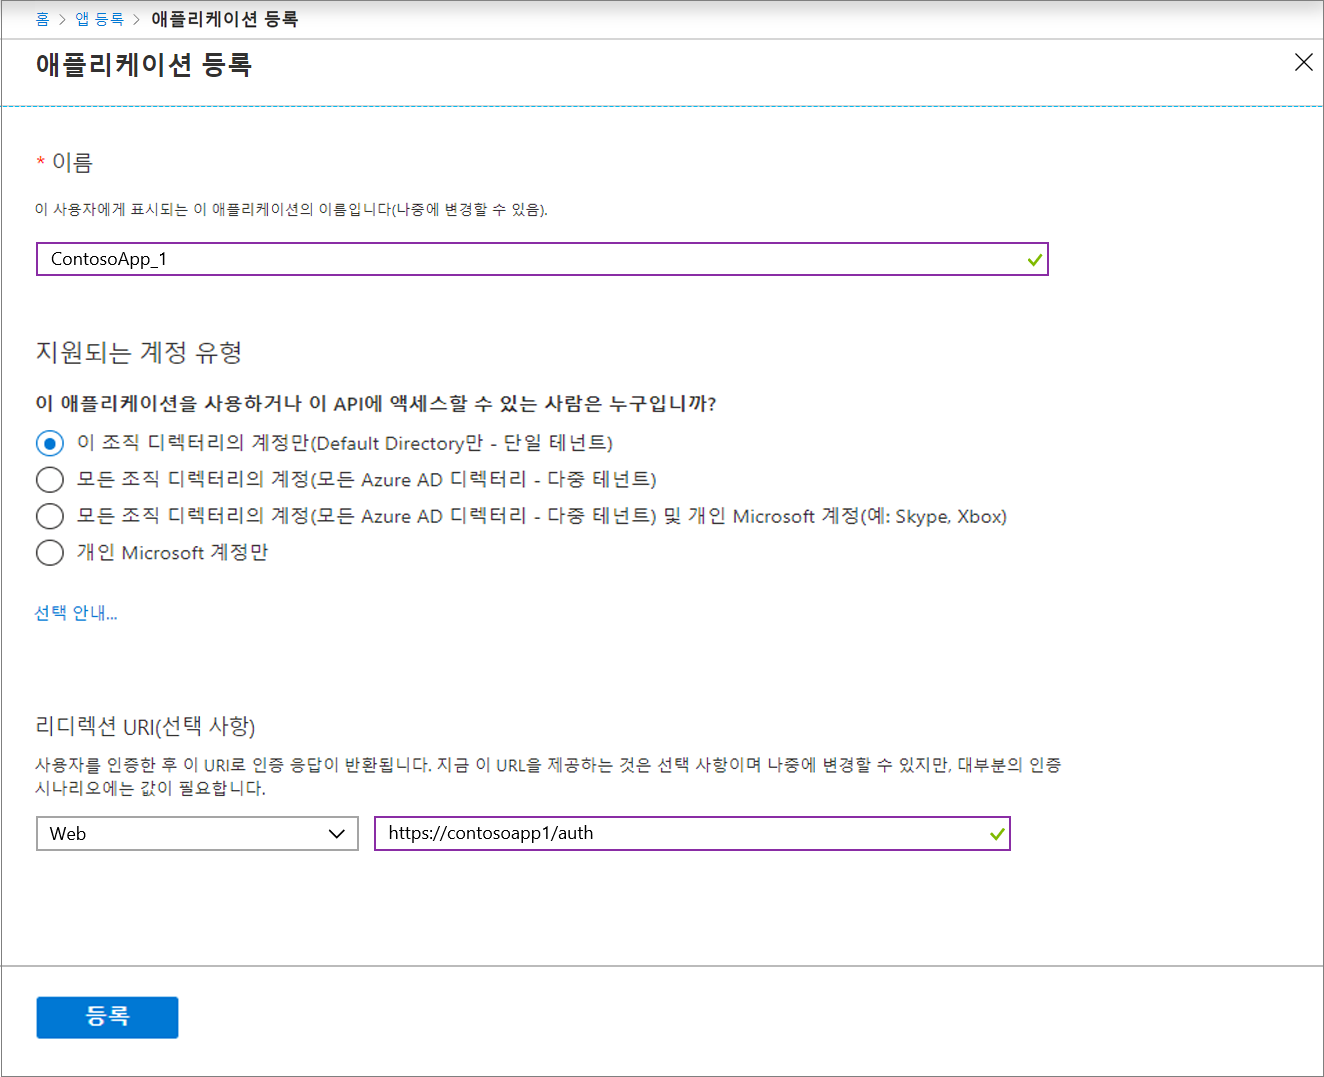 홈 > 앱 등록 > 애플리케이션 등록
애플리케이션 등록
* 이름
이 사용자에게 표시되는 이 애플리케이션의 이름입니다(나중에 변경할 수 있음).
ContosoApp_1
지원되는 계정 유형
이 애플리케이션을 사용하거나 이 API에 액세스할 수 있는 사람은 누구입니까?
이 조직 디렉터리의 계정만(Default Directory만 - 단일 테넌트)
모든 조직 디렉터리의 계정(모든 Azure AD 디렉터리 - 다중 테넌트)
모든 조직 디렉터리의 계정(모든 Azure AD 디렉터리 - 다중 테넌트) 및 개인 Microsoft 계정(예: Skype, Xbox)
개인 Microsoft 계정만
선택 안내...
리디렉션 URI(선택 사항)
사용자를 인증한 후 이 URI로 인증 응답이 반환됩니다. 지금 이 URL을 제공하는 것은 선택 사항이며 나중에 변경할 수 있지만, 대부분의 인증
시나리오에는 값이 필요합니다.
Web
https://contosoapp1/auth
등록